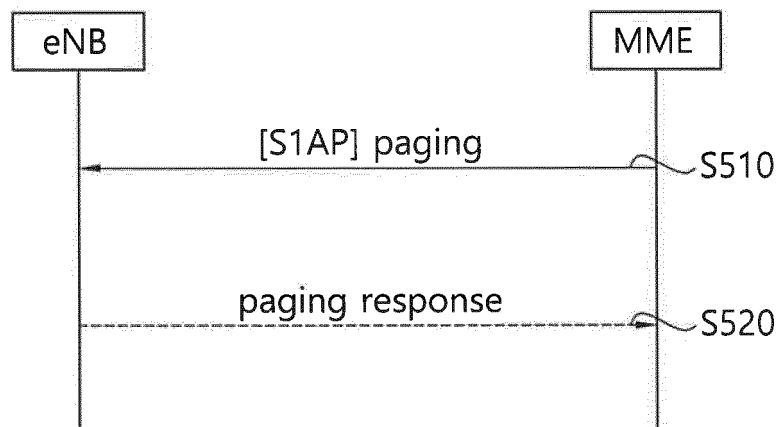 eNB
MME
[S1AP] paging
S510
paging response
S520